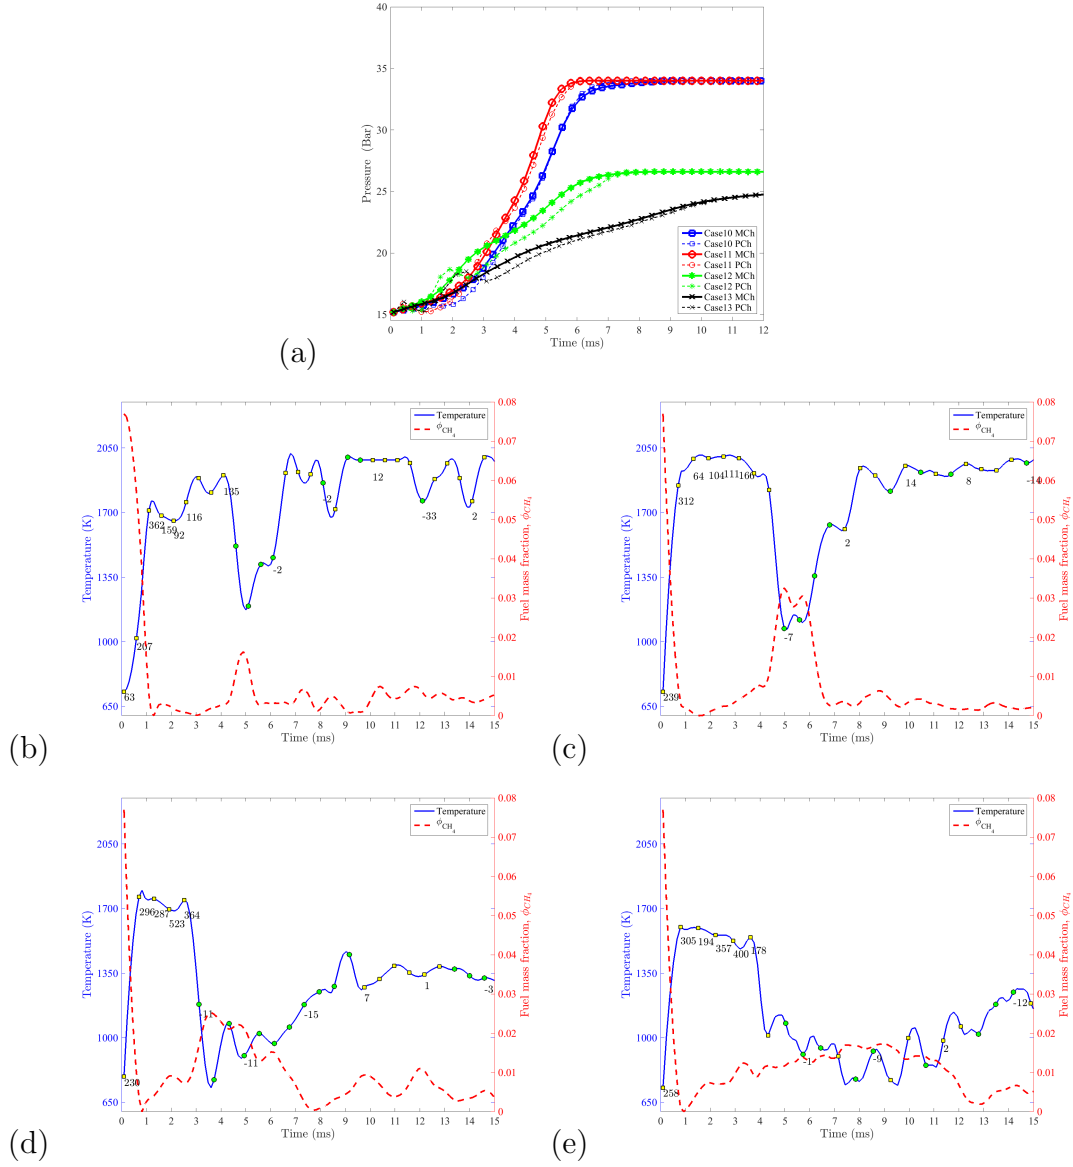 40
35
30
25
20
15
Pressure (Bar)
0 1 2 3 4 5 6 7 8 9 10 11 12
Time (ms)
Case10 MCh
Case10 PCh
Case11 MCh
Case11 PCh
Case12 MCh
Case12 PCh
Case13 MCh
Case13 PCh
(a)
2050
1700
1350
1000
650
Temperature (K)
0.08
0.07
0.06
0.05
0.04
0.03
0.02
0.01
0
Fuel mass fraction, ϕCH4
Temperature
ϕCH4
63
207
362
159
92
116
135
-2
-2
12
-33
2
0 1 2 3 4 5 6 7 8 9 10 11 12 13 14 15
Time (ms)
(b)
2050
1700
1350
1000
650
Temperature (K)
0.08
0.07
0.06
0.05
0.04
0.03
0.02
0.01
0
Fuel mass fraction, ϕCH4
Temperature
ϕCH4
239
312
64
104
111
166
-7
2
14
8
-14
0 1 2 3 4 5 6 7 8 9 10 11 12 13 14 15
Time (ms)
(c)
2050
1700
1350
1000
650
Temperature (K)
0.08
0.07
0.06
0.05
0.04
0.03
0.02
0.01
0
Fuel mass fraction, ϕCH4
Temperature
ϕCH4
230
296
287
523
364
-11
-11
-15
7
1
-3
0 1 2 3 4 5 6 7 8 9 10 11 12 13 14 15
Time (ms)
(d)
2050
1700
1350
1000
650
Temperature (K)
0.08
0.07
0.06
0.05
0.04
0.03
0.02
0.01
0
Fuel mass fraction, ϕCH4
Temperature
ϕCH4
258
305
194
357
400
178
-1
-9
2
-12
0 1 2 3 4 5 6 7 8 9 10 11 12 13 14 15
Time (ms)
(e)